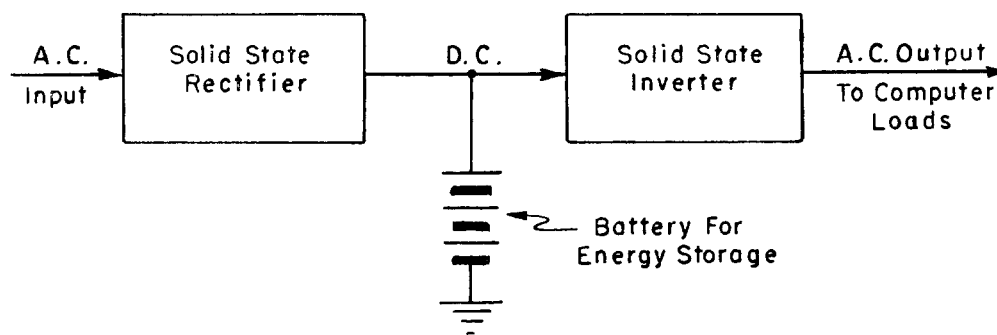 A.C.
Input
Solid State
Rectifier
D.C.
Solid State
Inverter
A.C. Output
To Computer
Loads
Battery For
Energy Storage